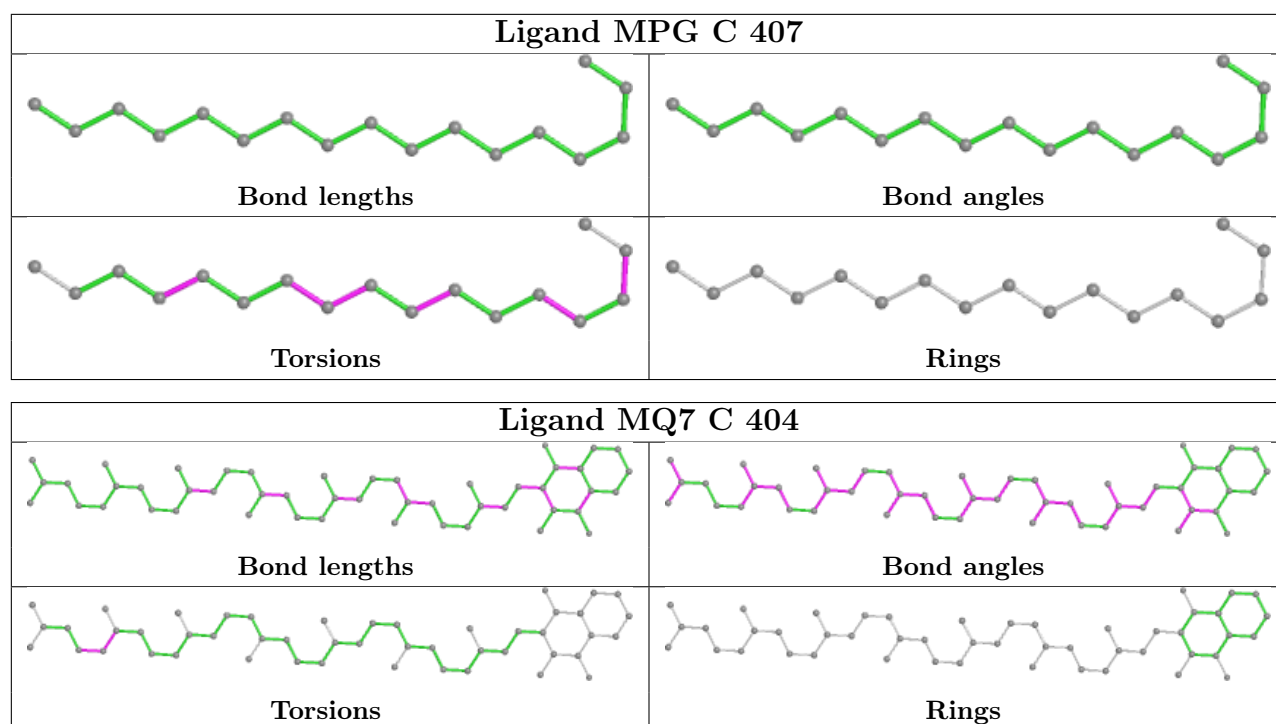 Ligand MPG C 407
Bond lengths
Bond angles
Torsions
Rings
Ligand MQ7 C 404
Bond lengths
Bond angles
Torsions
Rings